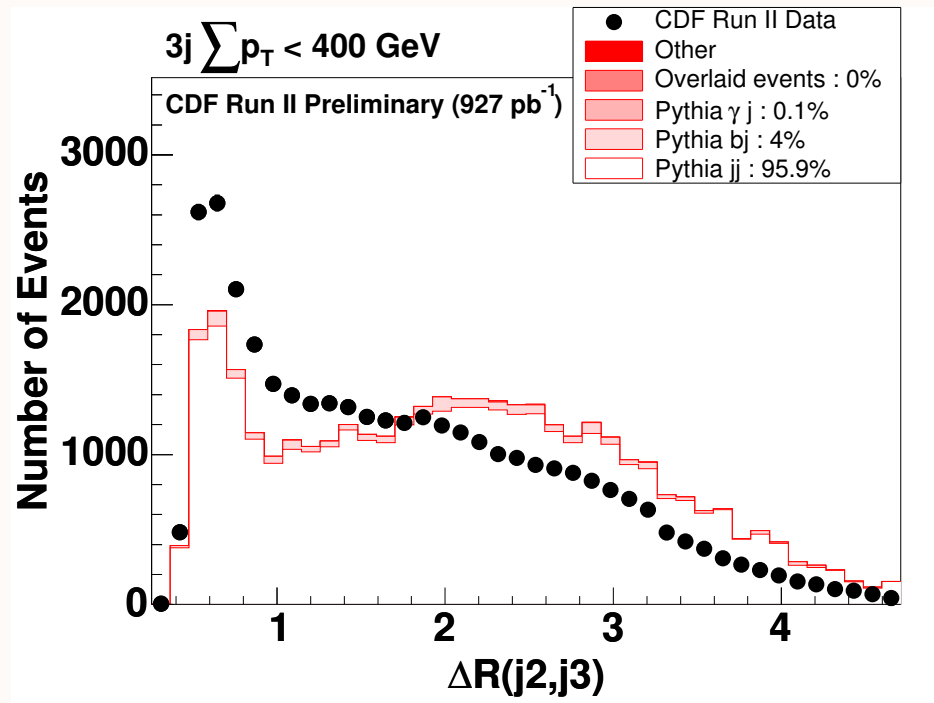 3j ∑p_T < 400 GeV
CDF Run II Preliminary (927 pb^-1)
CDF Run II Data
Other
Overlaid events : 0%
Pythia γ j : 0.1%
Pythia bj : 4%
Pythia jj : 95.9%
Number of Events
3000
2000
1000
0
1 2 3 4
ΔR(j2,j3)